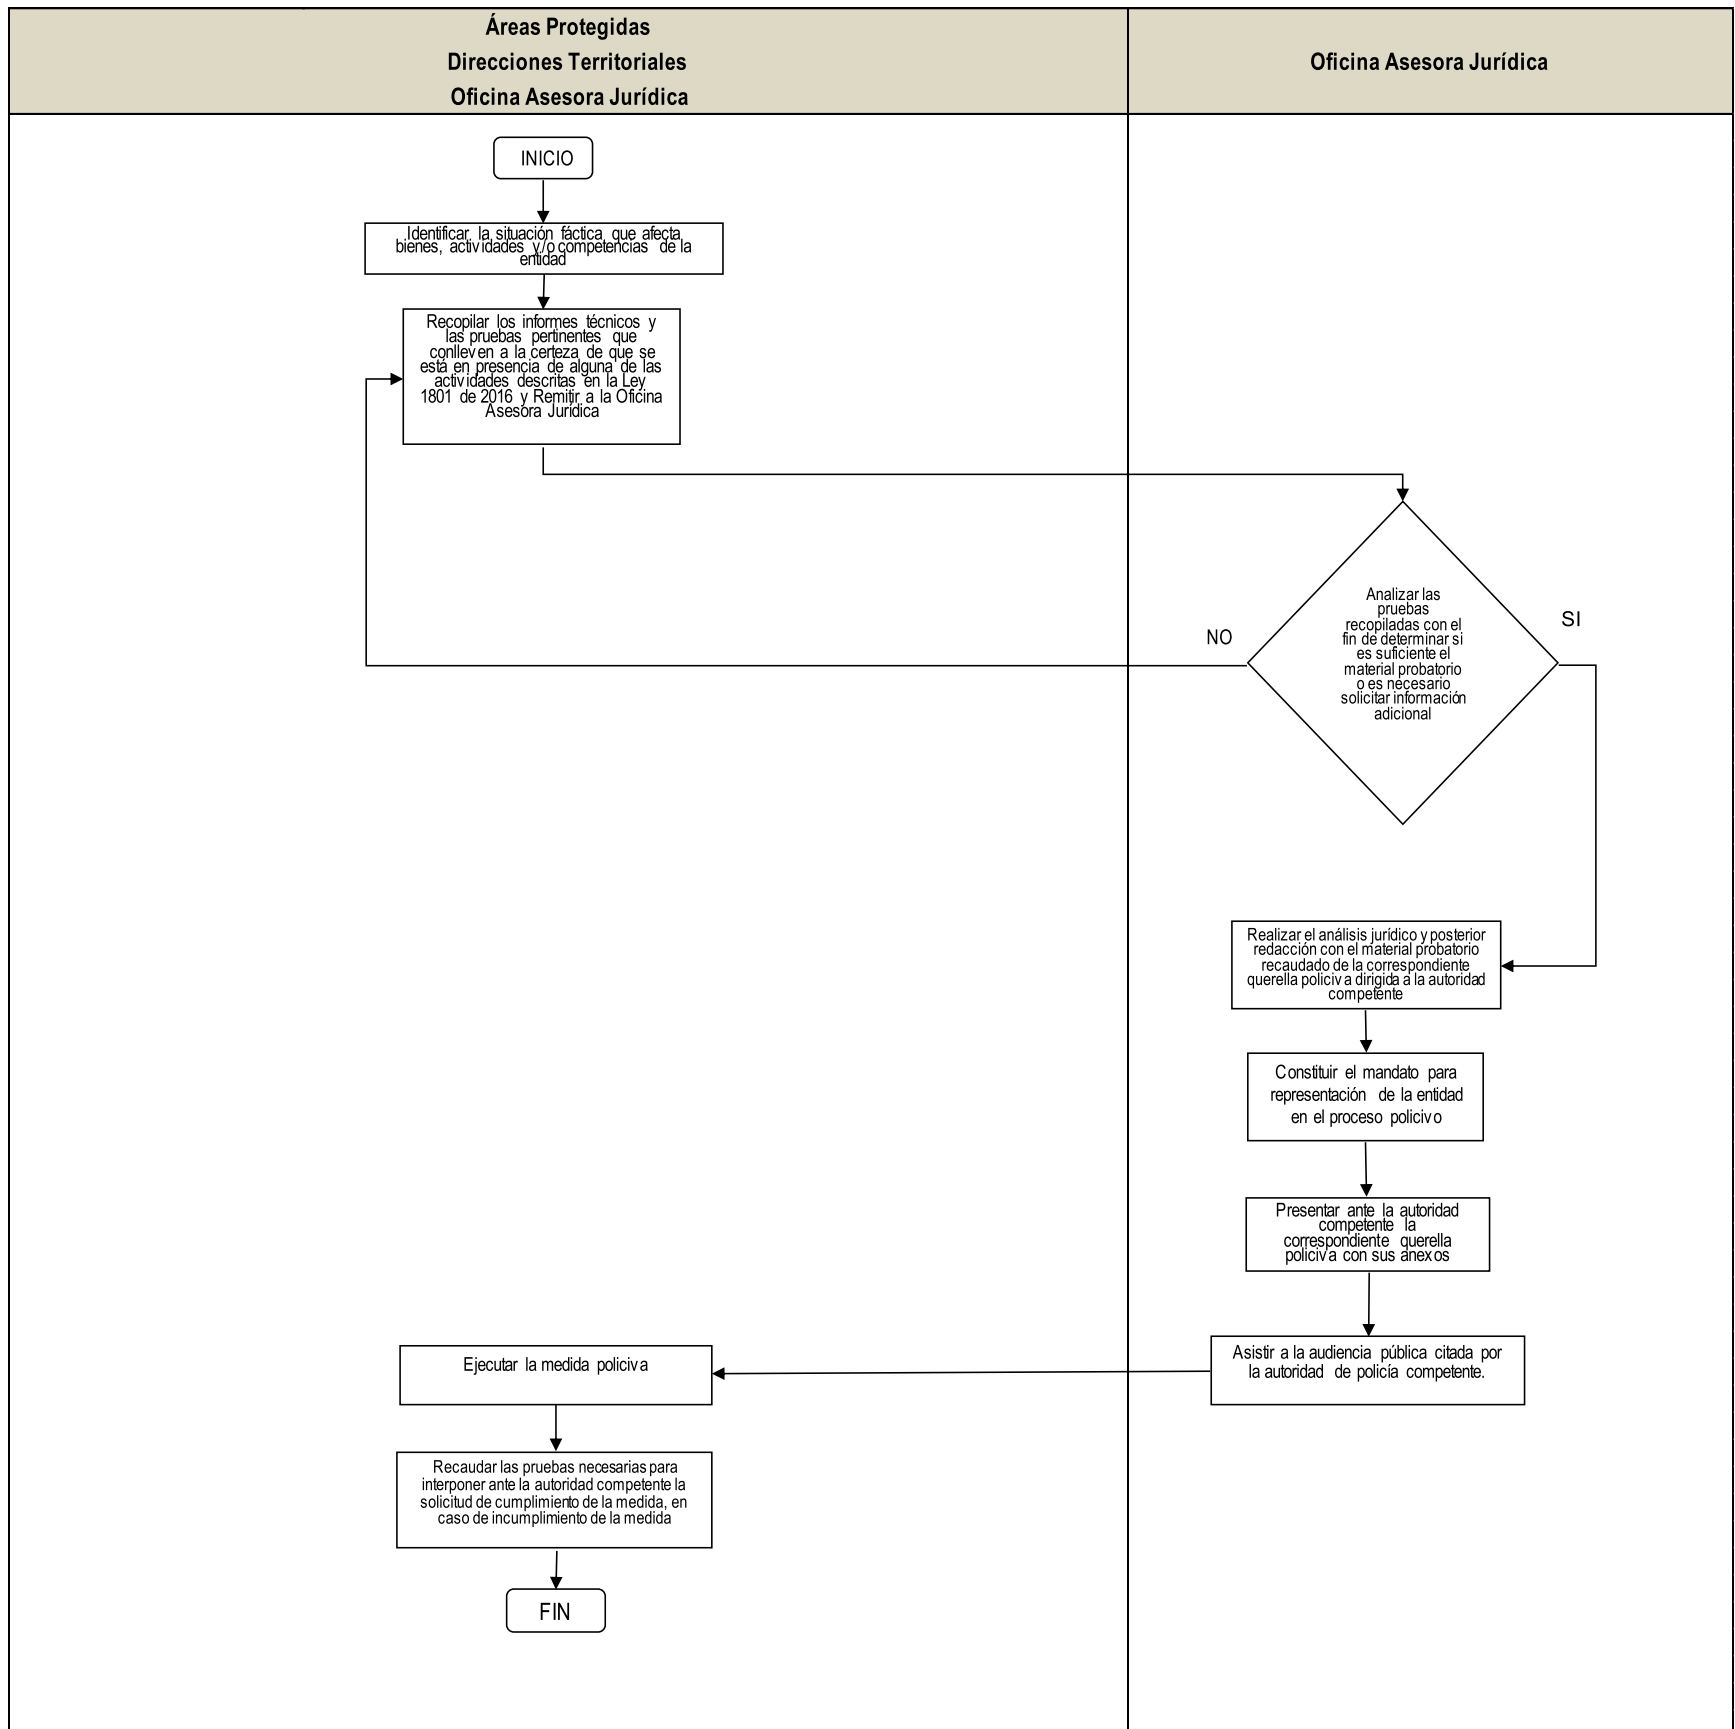 Áreas Protegidas
Direcciones Territoriales
Oficina Asesora Jurídica
Oficina Asesora Jurídica
INICIO
Identificar la situación fáctica que afecta
bienes, actividades y/o competencias de la
entidad
Recopilar los informes técnicos y
las pruebas pertinentes que
conlleven a la certeza de que se
está en presencia de alguna de las
actividades descritas en la Ley
1801 de 2016 y Remitir a la Oficina
Asesora Jurídica
Analizar las
pruebas
recopiladas con el
fin de determinar si
es suficiente el
material probatorio
o es necesario
solicitar información
adicional
NO
SI
Realizar el análisis jurídico y posterior
redacción con el material probatorio
recaudado de la correspondiente
querella policiva dirigida a la autoridad
competente
Constituir el mandato para
representación de la entidad
en el proceso policivo
Presentar ante la autoridad
competente la
correspondiente querella
policiva con sus anexos
Asistir a la audiencia pública citada por
la autoridad de policía competente.
Ejecutar la medida policiva
Recaudar las pruebas necesarias para
interponer ante la autoridad competente la
solicitud de cumplimiento de la medida, en
caso de incumplimiento de la medida
FIN